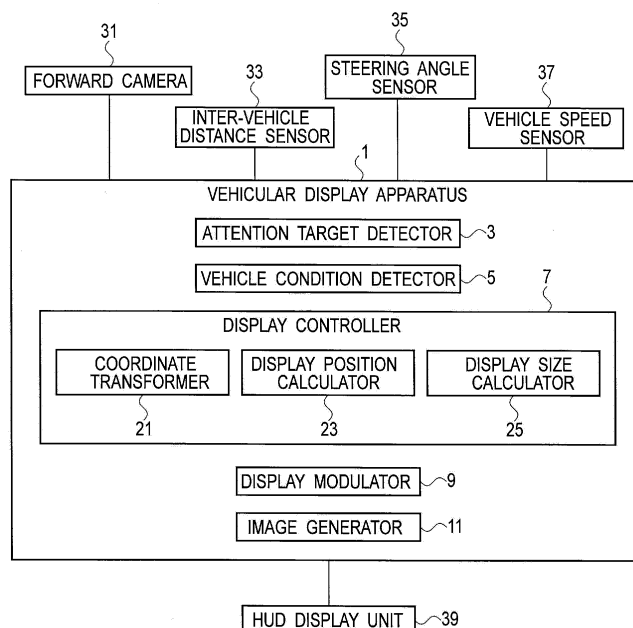 31
FORWARD CAMERA
33
INTER-VEHICLE
DISTANCE SENSOR
35
STEERING ANGLE
SENSOR
37
VEHICLE SPEED
SENSOR
1
VEHICULAR DISPLAY APPARATUS
ATTENTION TARGET DETECTOR 3
VEHICLE CONDITION DETECTOR 5
7
DISPLAY CONTROLLER
COORDINATE
TRANSFORMER
21
DISPLAY POSITION
CALCULATOR
23
DISPLAY SIZE
CALCULATOR
25
DISPLAY MODULATOR 9
IMAGE GENERATOR 11
HUD DISPLAY UNIT 39